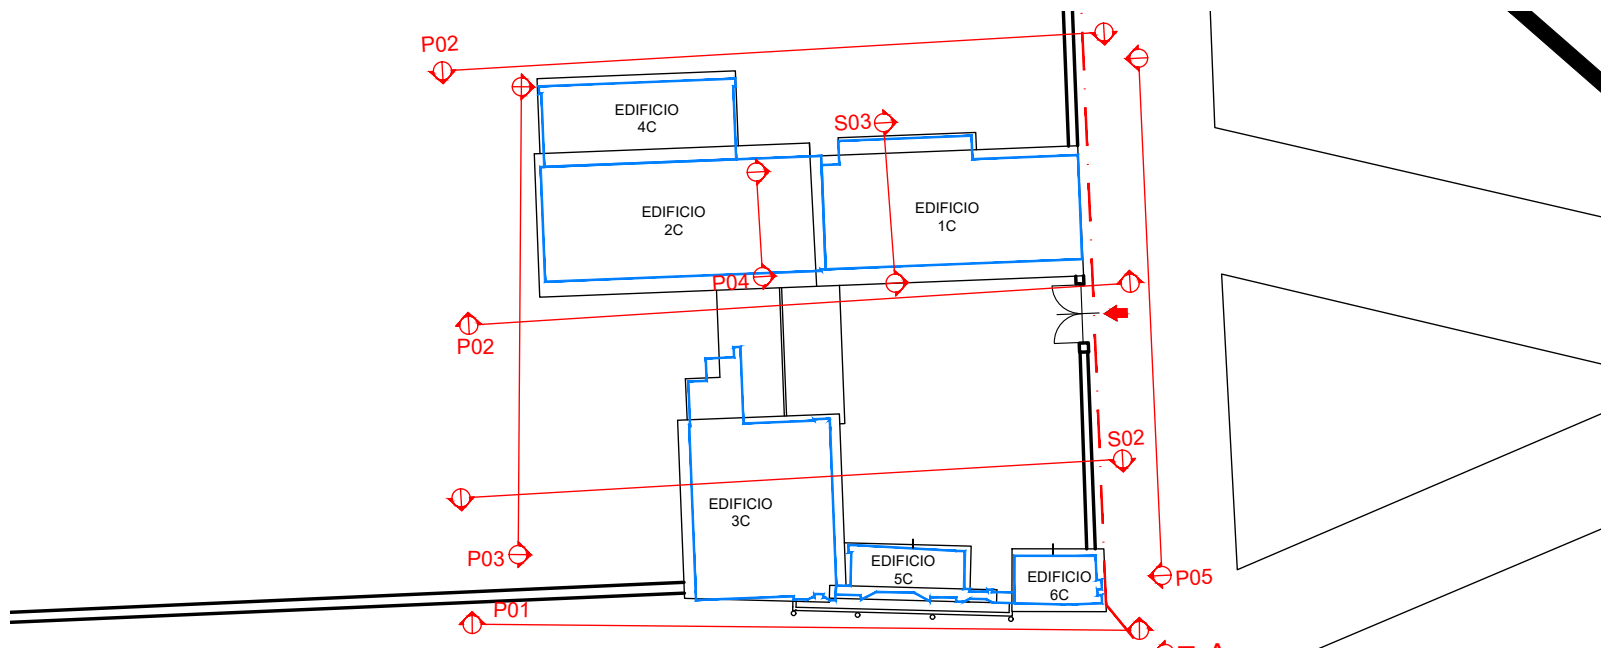 P02
EDIFICIO
4C
S03
EDIFICIO
2C
EDIFICIO
1C
P04
P02
S02
EDIFICIO
3C
P03
EDIFICIO
5C
EDIFICIO
6C
P05
P01